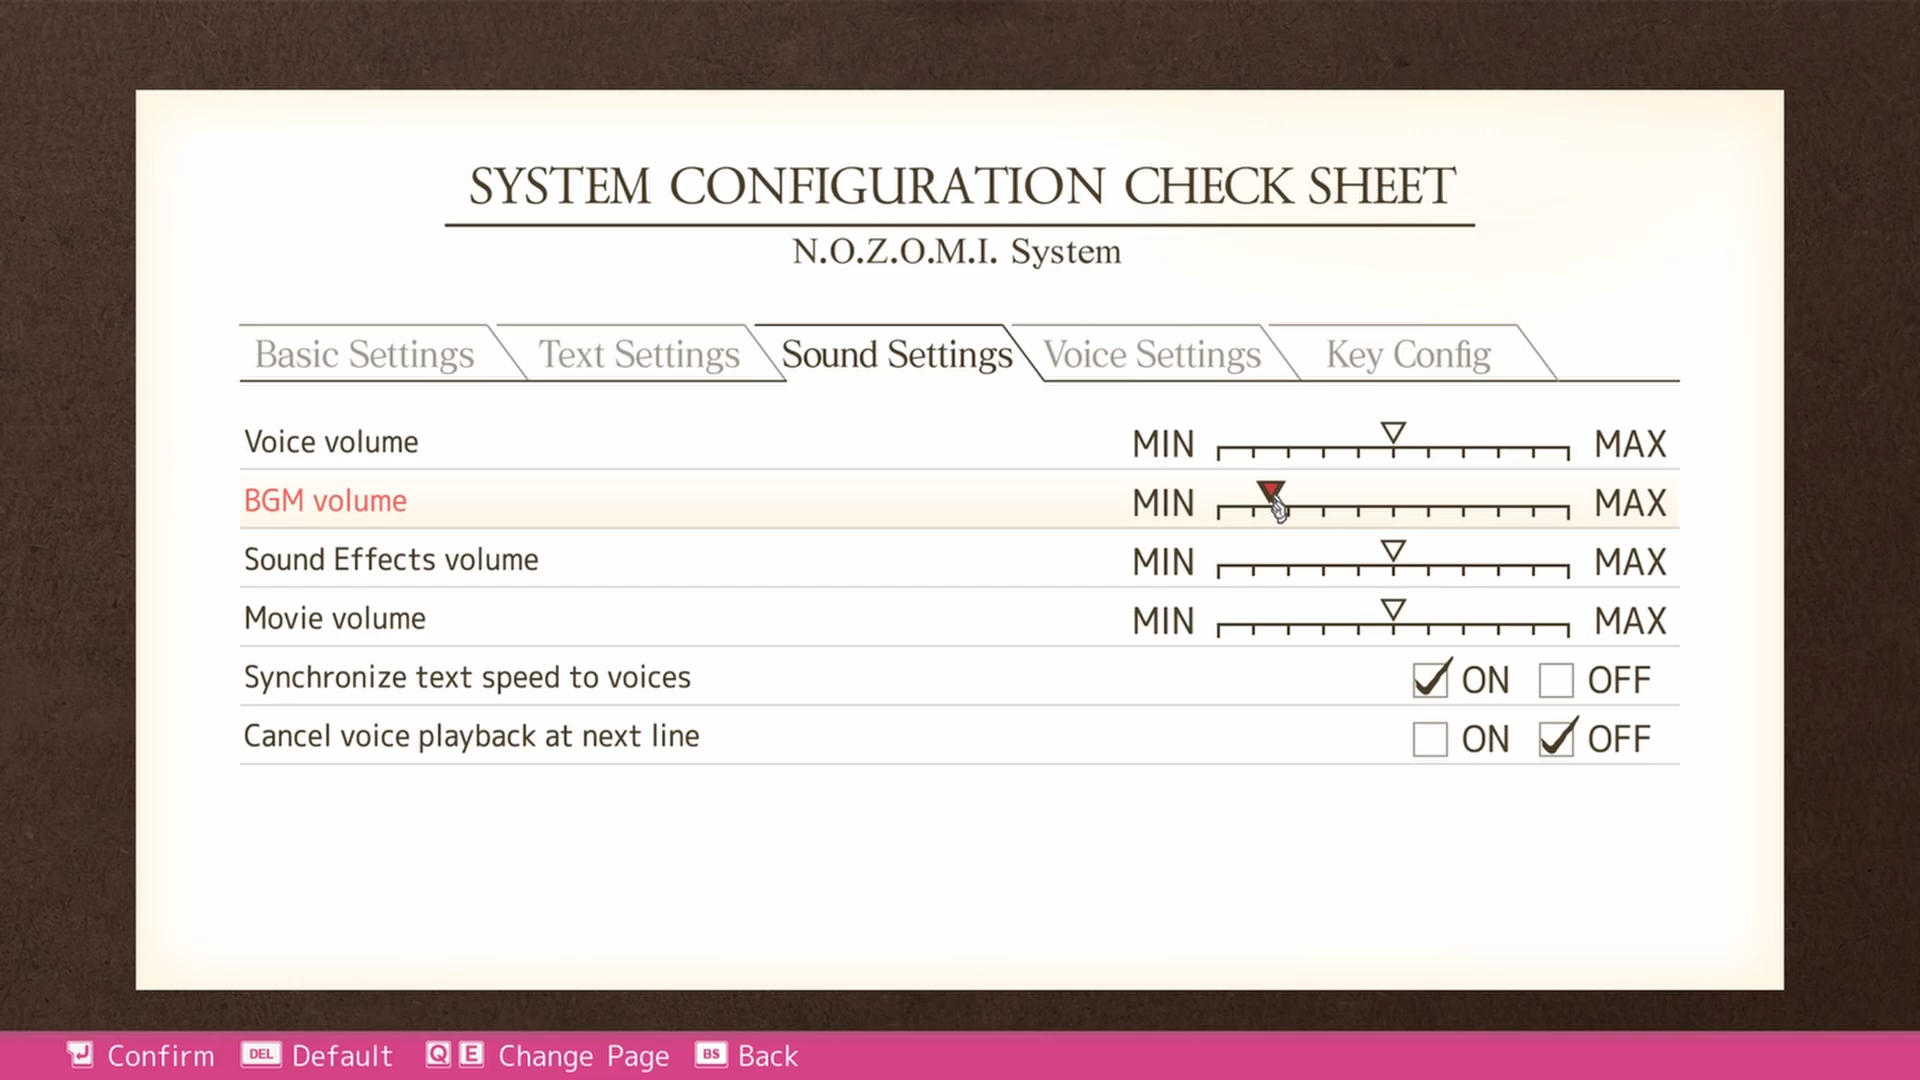 SYSTEM CONFIGURATION CHECK SHEET
N.O.Z.O.M.I. System
Basic Settings Text Settings Sound Settings Voice Settings Key Config
Voice volume MIN MAX
BGM volume MIN MAX
Sound Effects volume MIN MAX
Movie volume MIN MAX
Synchronize text speed to voices ON OFF
Cancel voice playback at next line ON OFF
Confirm DEL Default Q E Change Page BS Back